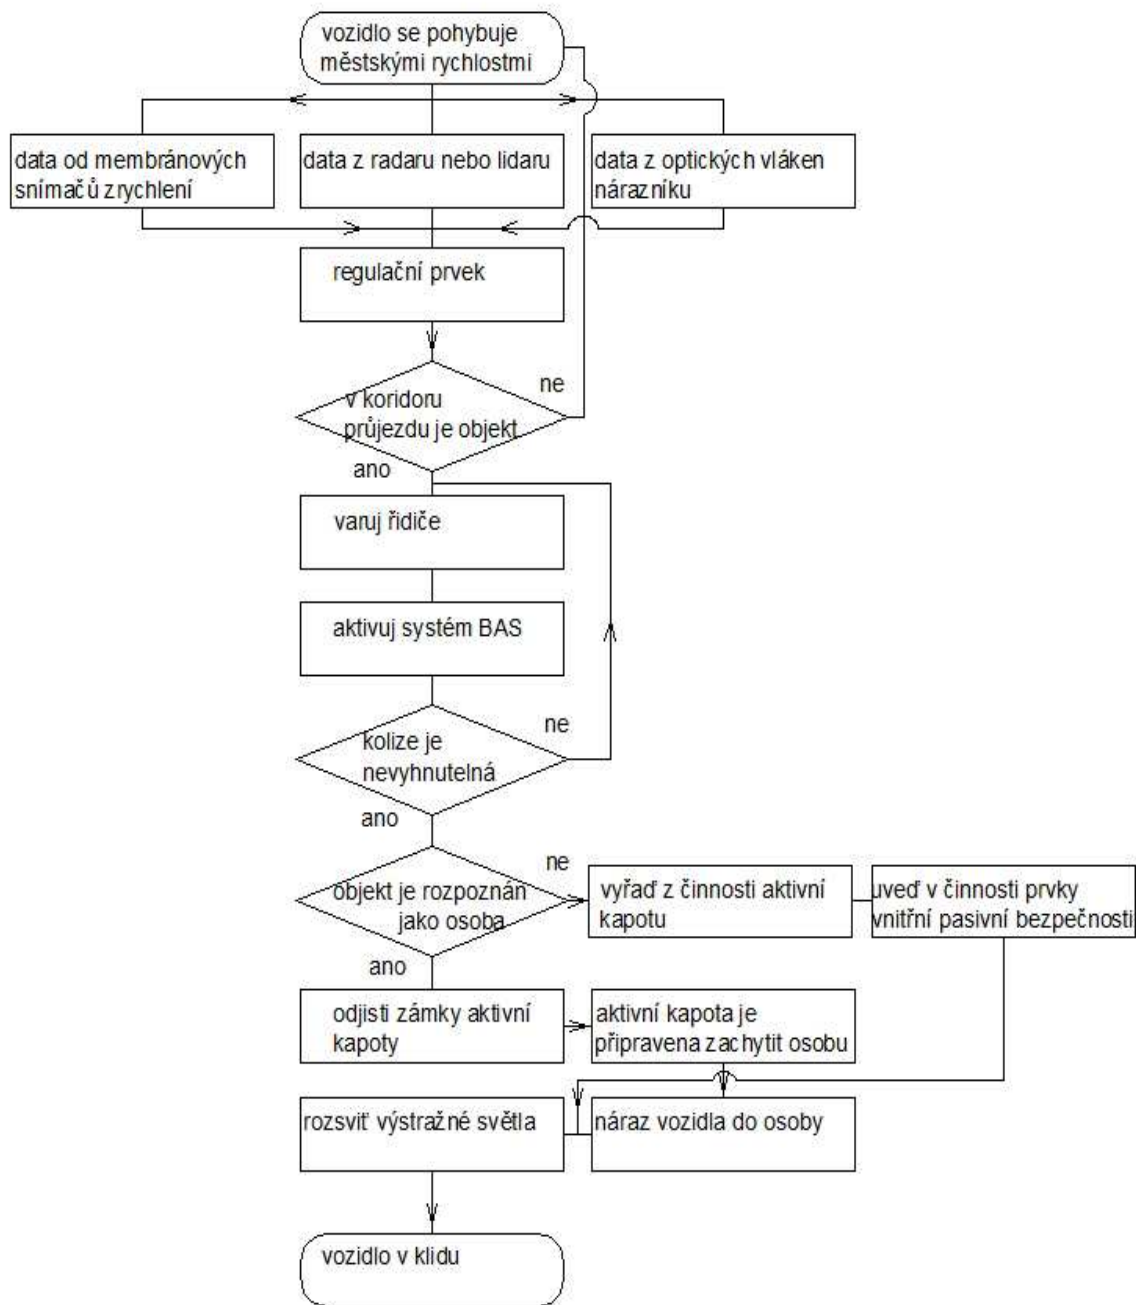 vozidlo se pohybuje
městskými rychlostmi
data od membránových
snímačů zrychlení
data z radaru nebo lidaru
data z optických vláken
nárazníku
regulační prvek
ne
v koridoru
průjezdu je objekt
ano
varuj řidiče
aktivuj systém BAS
ne
kolize je
nevyhnutelná
ano
ne
objekt je rozpoznán
jako osoba
vyřaď z činnosti aktivní
kapotu
uveď v činnosti prvky
vnitřní pasivní bezpečnosti
ano
odjisti zámky aktivní
kapoty
aktivní kapota je
připravena zachytit osobu
rozsviť výstražné světla
náraz vozidla do osoby
vozidlo v klidu